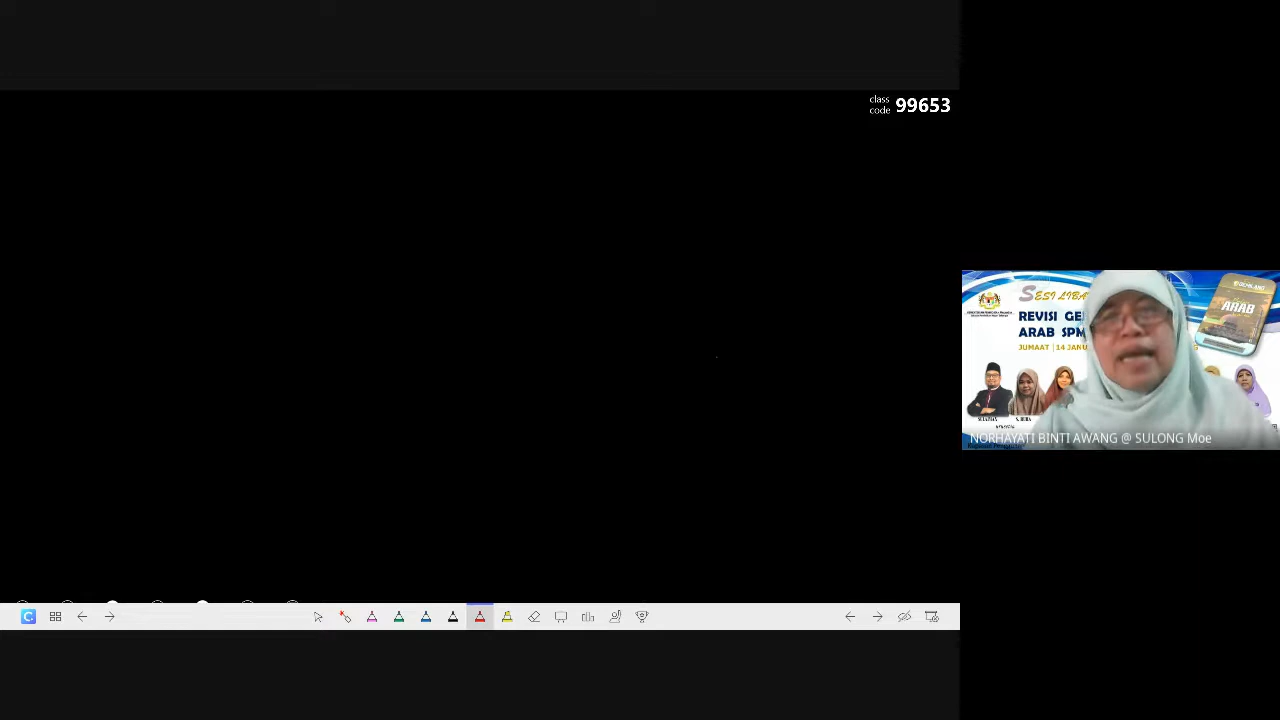 class
code 99653
SESI LIBA
REVISI GE
ARAB SPM
JUMAAT | 14 JANU
ARAB
NORHAYATI BINTI AWANG @ SULONG Moe